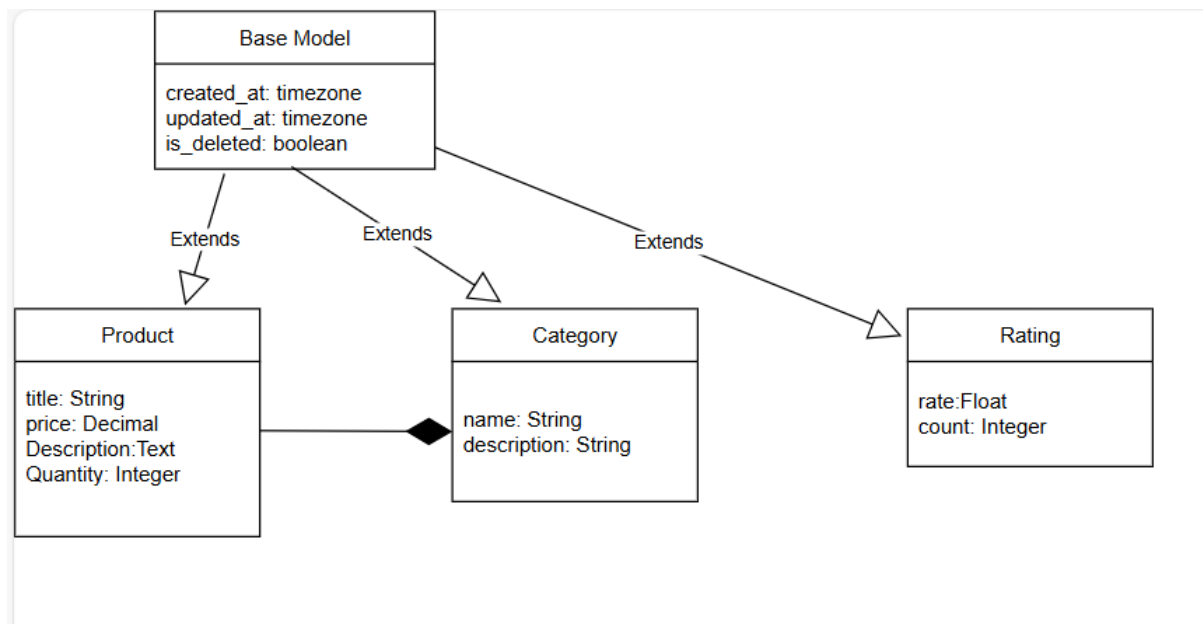 Base Model
created_at: timezone
updated_at: timezone
is_deleted: boolean
Extends
Extends
Extends
Product
title: String
price: Decimal
Description:Text
Quantity: Integer
Category
name: String
description: String
Rating
rate:Float
count: Integer